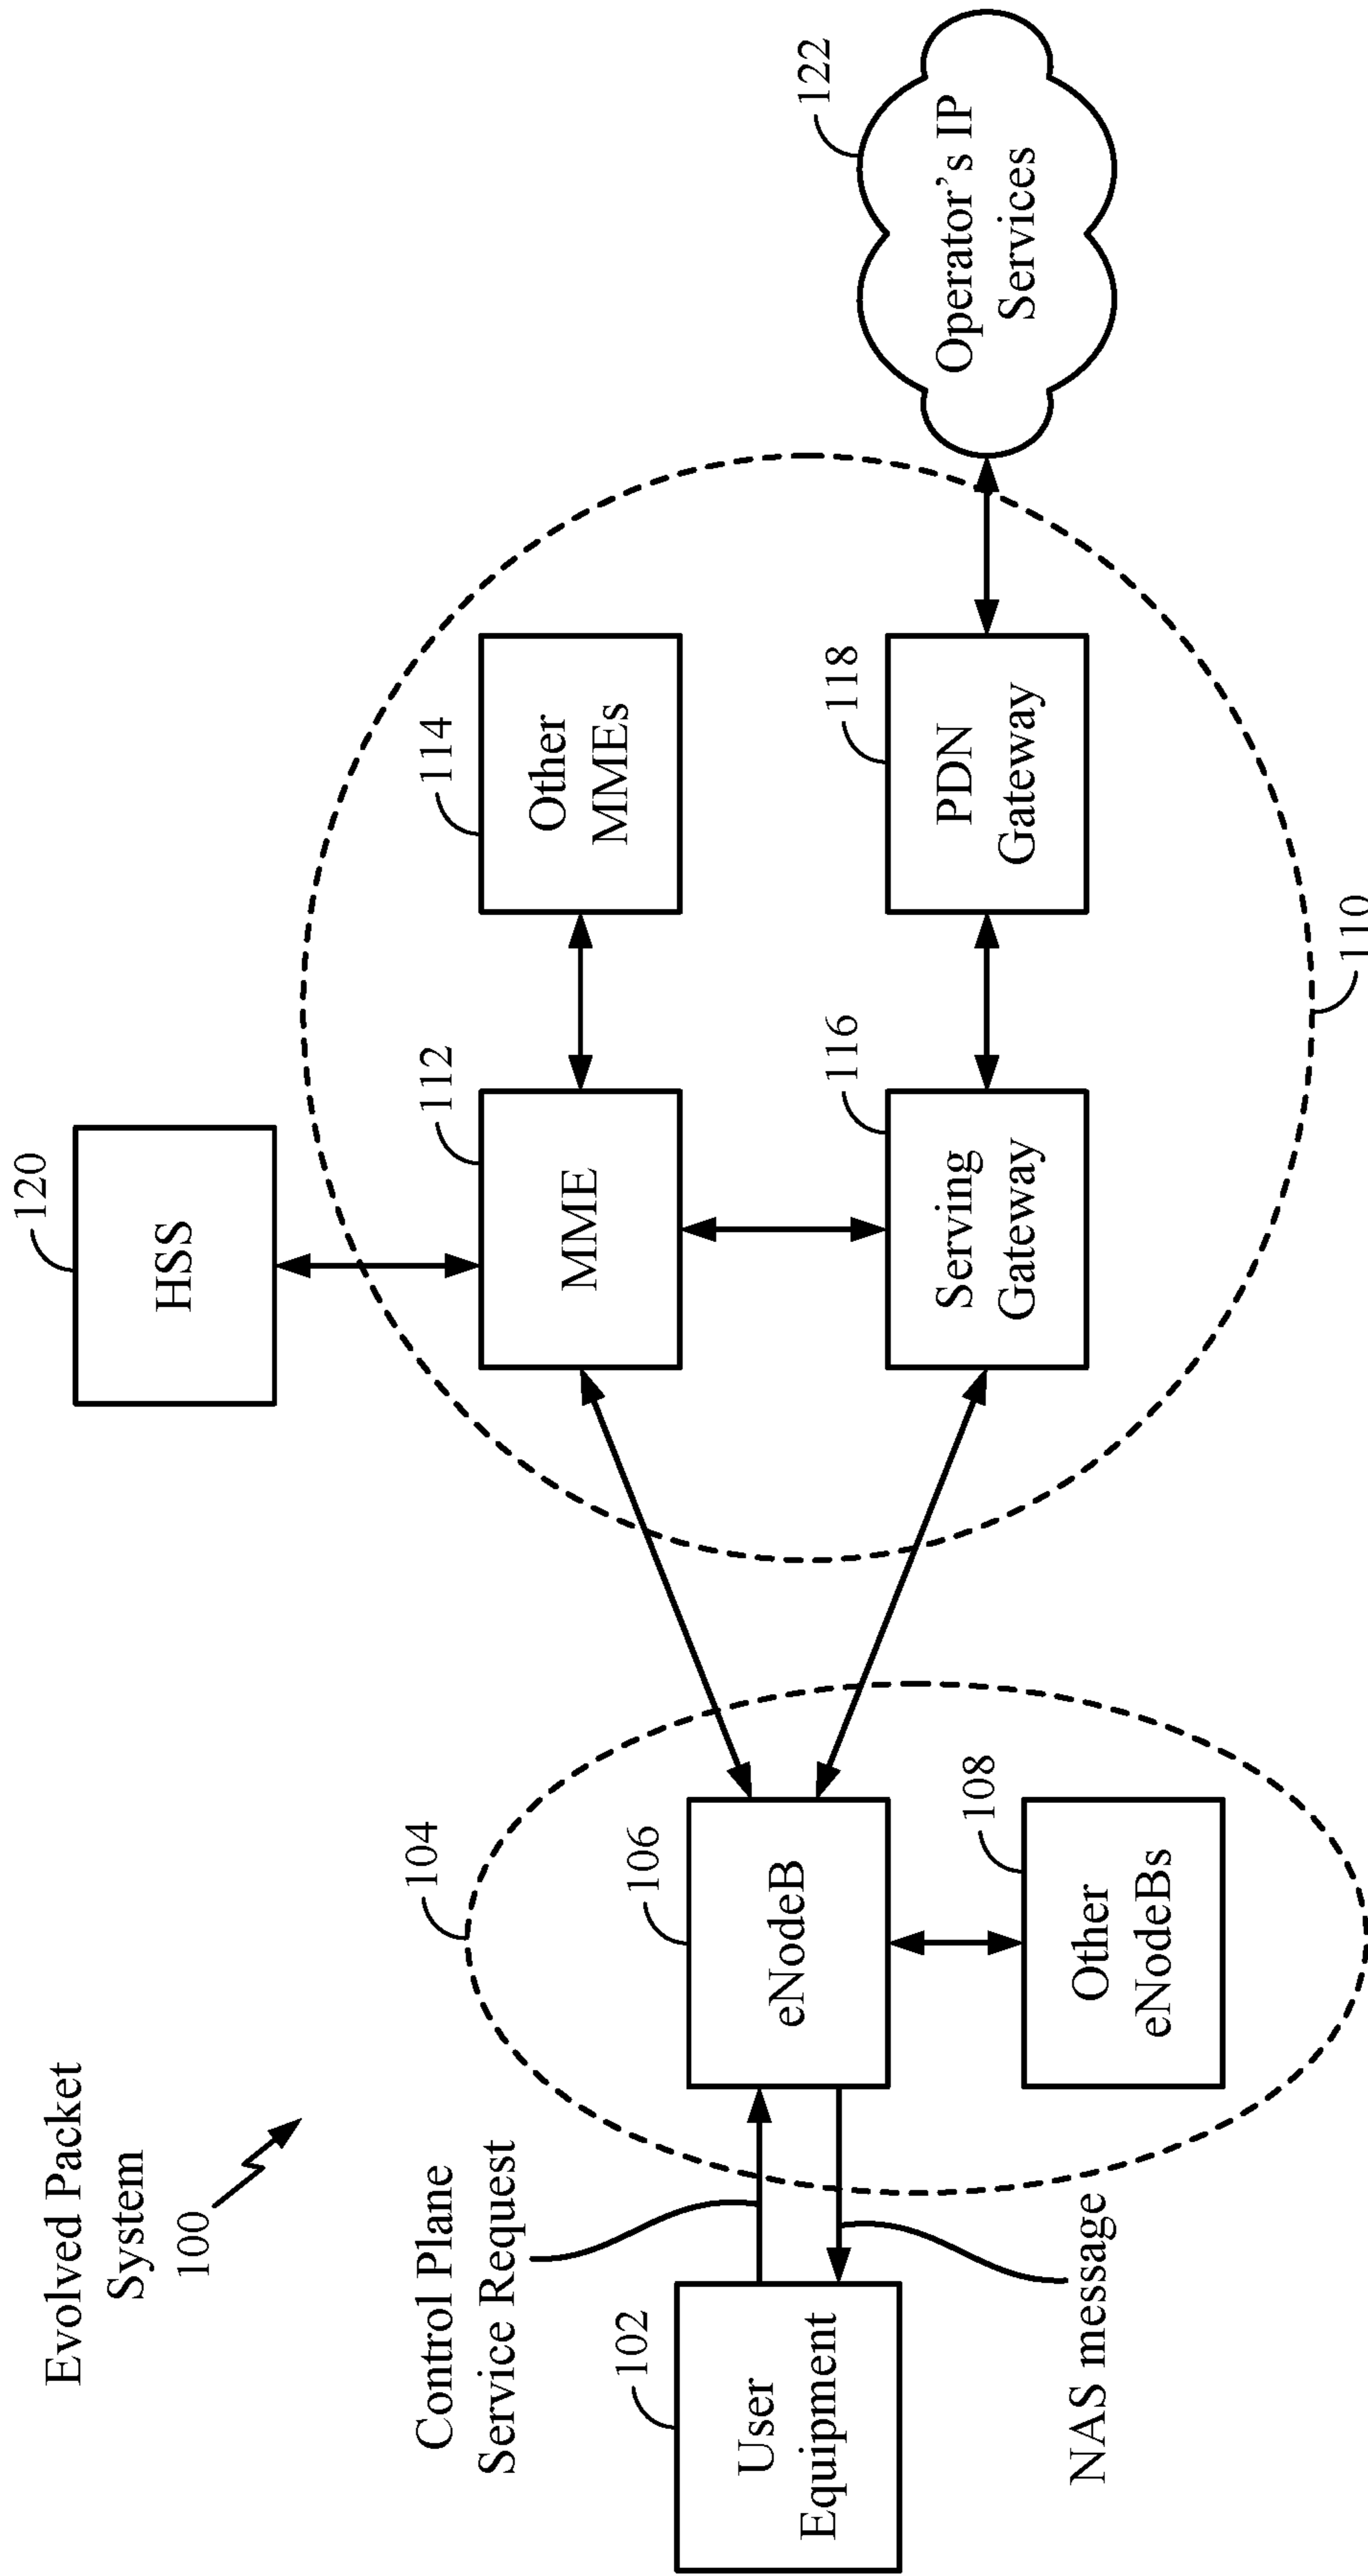 Evolved Packet
System
100
120
HSS
104
112
MME
114
Other
MMEs
Control Plane
Service Request
106
eNodeB
102
User
Equipment
116
Serving
Gateway
118
PDN
Gateway
122
Operator's IP
Services
NAS message
108
Other
eNodeBs
110